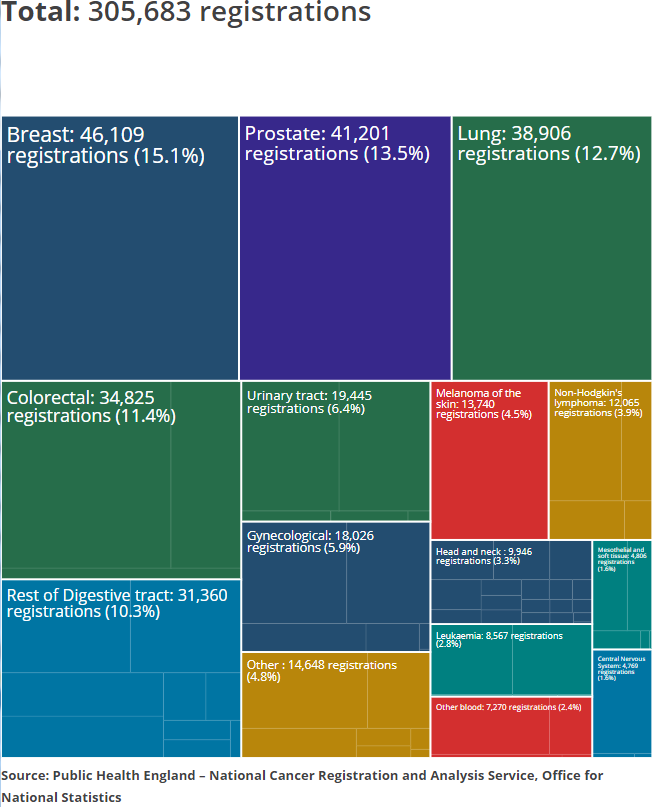 Total: 305,683 registrations
Breast: 46,109
registrations (15.1%)
Prostate: 41,201
registrations (13.5%)
Lung: 38,906
registrations (12.7%)
Colorectal: 34,825
registrations (11.4%)
Urinary tract: 19,445
registrations (6.4%)
Melanoma of the
skin: 13,740
registrations (4.5%)
Non-Hodgkin's
lymphoma: 12,065
registrations (3.9%)
Gynecological: 18,026
registrations (5.9%)
Head and neck : 9,946
registrations (3.3%)
Mesothelial and
soft tissue: 4,806
registrations
(1.6%)
Rest of Digestive tract: 31,360
registrations (10.3%)
Leukaemia: 8,567 registrations
(2.8%)
Other : 14,648 registrations
(4.8%)
Central Nervous
System: 4,769
registrations
(1.6%)
Other blood: 7,270 registrations (2.4%)
Source: Public Health England – National Cancer Registration and Analysis Service, Office for
National Statistics